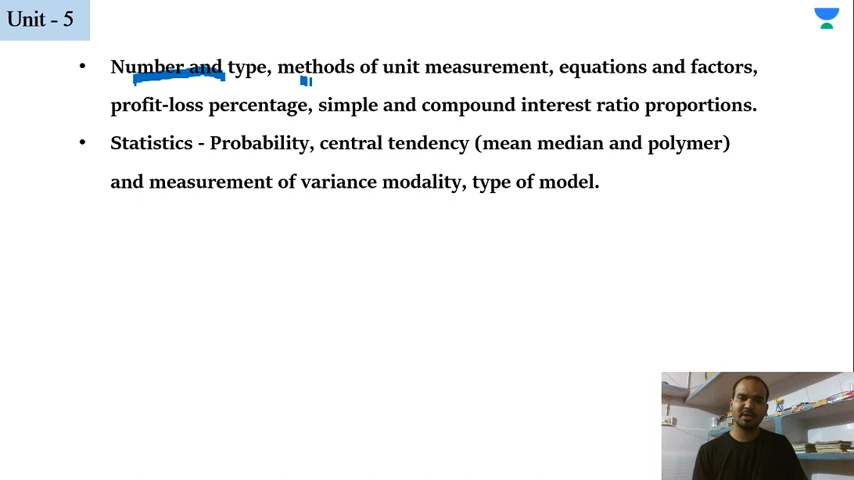 Unit - 5
• Number and type, methods of unit measurement, equations and factors,
profit-loss percentage, simple and compound interest ratio proportions.
• Statistics - Probability, central tendency (mean median and polymer)
and measurement of variance modality, type of model.